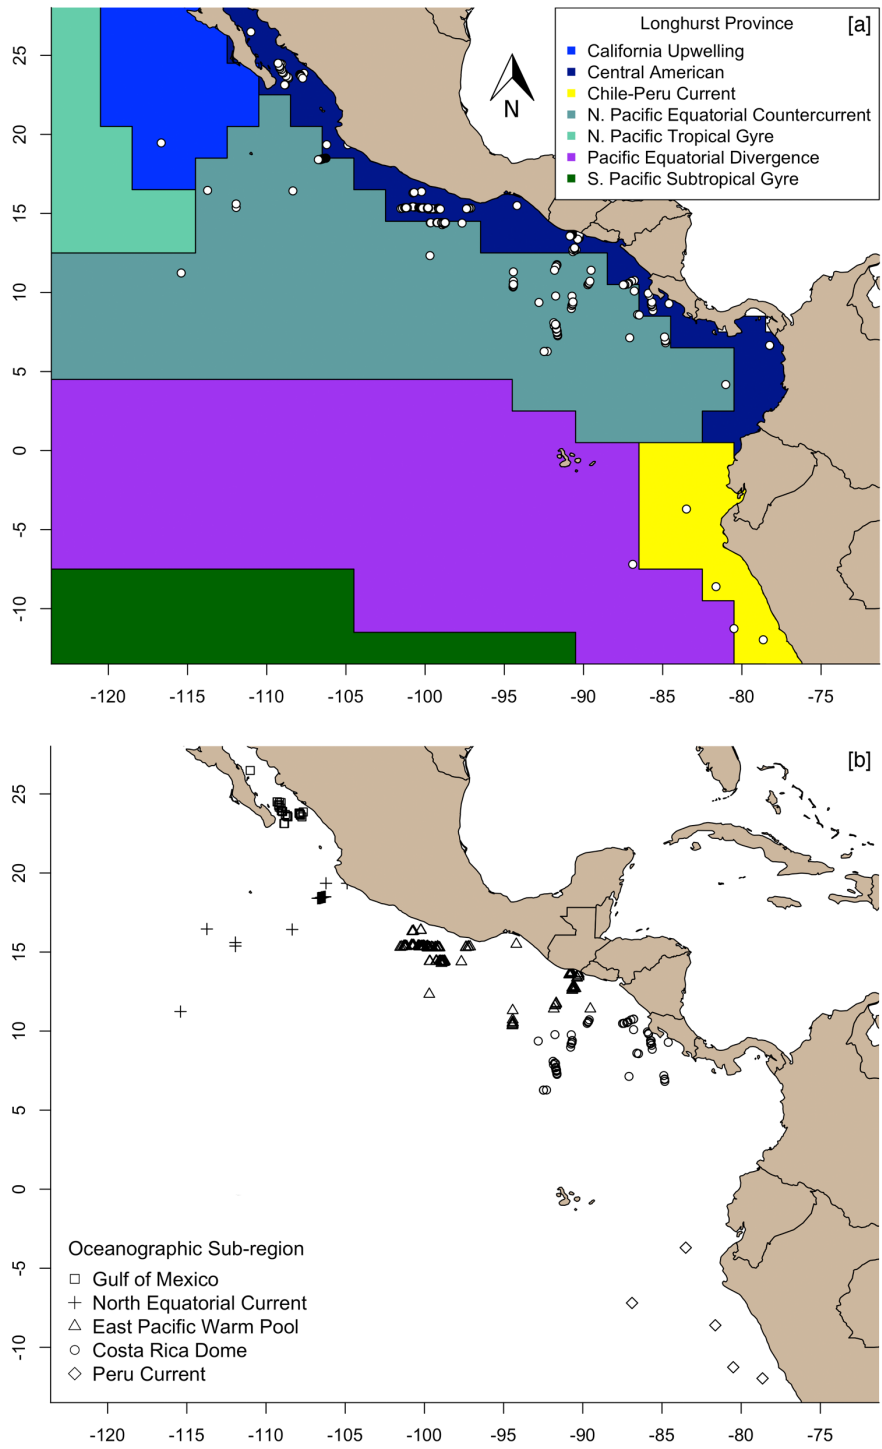 [a]
Longhurst Province
California Upwelling
Central American
Chile-Peru Current
N. Pacific Equatorial Countercurrent
N. Pacific Tropical Gyre
Pacific Equatorial Divergence
S. Pacific Subtropical Gyre
N
25
20
15
10
5
0
-5
-10
-120 -115 -110 -105 -100 -95 -90 -85 -80 -75
[b]
25
20
15
10
5
0
-5
-10
Oceanographic Sub-region
Gulf of Mexico
North Equatorial Current
East Pacific Warm Pool
Costa Rica Dome
Peru Current
-120 -115 -110 -105 -100 -95 -90 -85 -80 -75